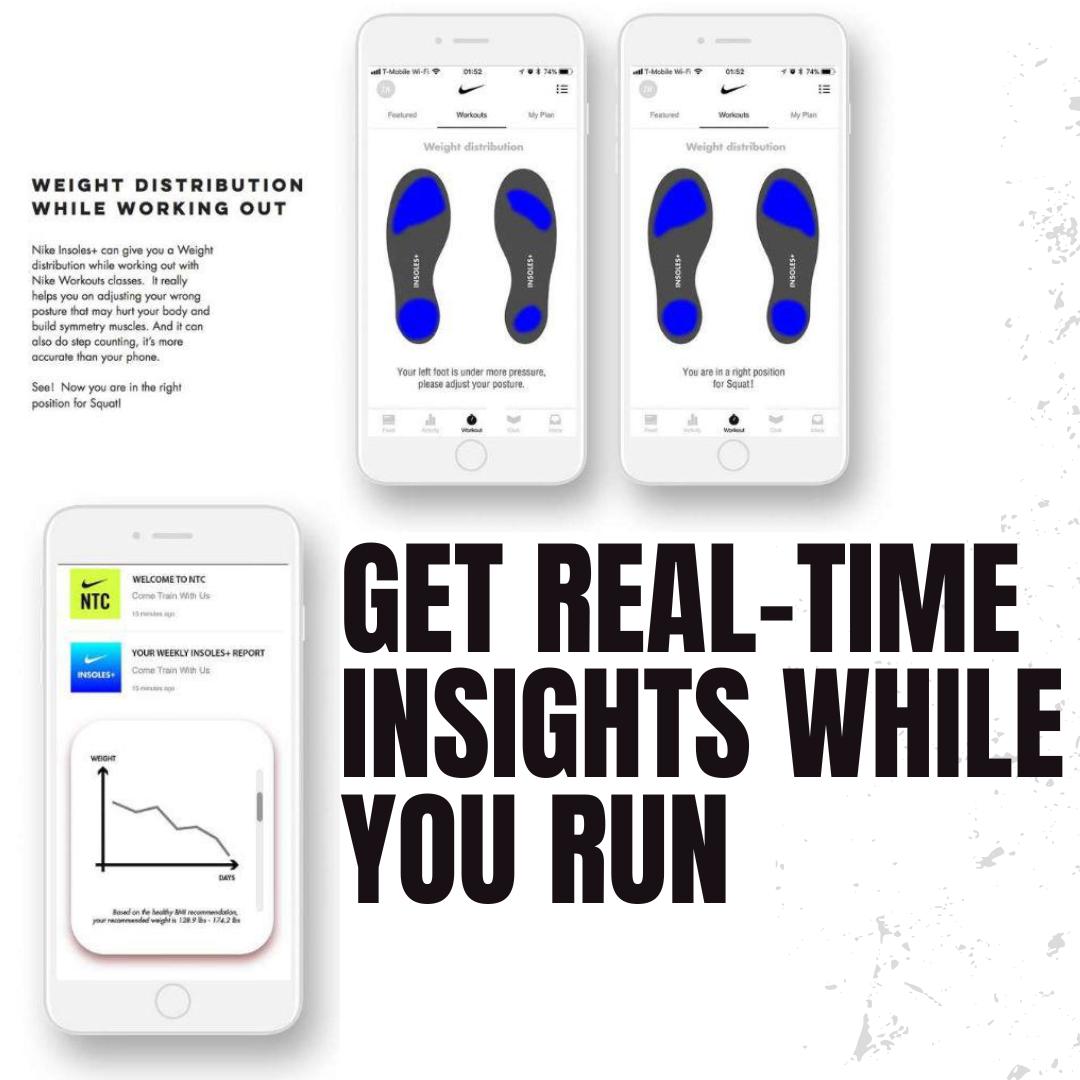 WEIGHT DISTRIBUTION
WHILE WORKING OUT
Nike Insoles+ can give you a Weight
distribution while working out with
Nike Workouts classes. It really
helps you on adjusting your wrong
posture that may hurt your body and
build symmetry muscles. And it can
also do step counting, it's more
accurate than your phone.
See! Now you are in the right
position for Squat!
T-Mobile Wi-Fi 01:52 74%
Featured Workouts My Plan
Weight distribution
INSOLES+ INSOLES+
Your left foot is under more pressure,
please adjust your posture.
Feed Activity Workout Club Inbox
T-Mobile Wi-Fi 01:52 74%
Featured Workouts My Plan
Weight distribution
INSOLES+ INSOLES+
You are in a right position
for Squat!
Feed Activity Workout Club Inbox
NTC
WELCOME TO NTC
Come Train With Us
15 minutes ago
INSOLES+
YOUR WEEKLY INSOLES+ REPORT
Come Train With Us
15 minutes ago
WEIGHT
DAYS
Based on the healthy BMI recommendation,
your recommended weight is 128.9 lbs - 174.2 lbs
GET REAL-TIME
INSIGHTS WHILE
YOU RUN